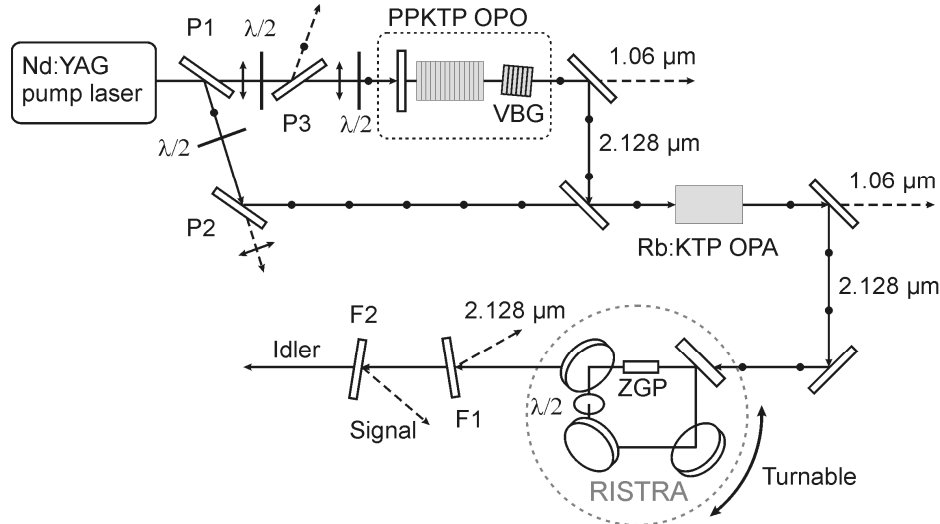 P1
λ/2
PPKTP OPO
1.06 μm
Nd:YAG
pump laser
P3
λ/2
VBG
λ/2
2.128 μm
P2
1.06 μm
Rb:KTP OPA
2.128 μm
F2
2.128 μm
Idler
ZGP
λ/2
Signal
F1
Turnable
RISTRA